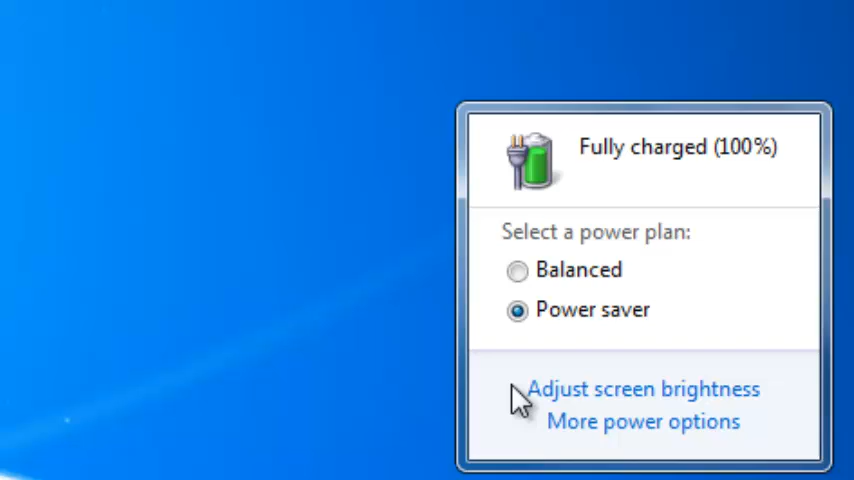 Fully charged (100%)
Select a power plan:
Balanced
Power saver
Adjust screen brightness
More power options